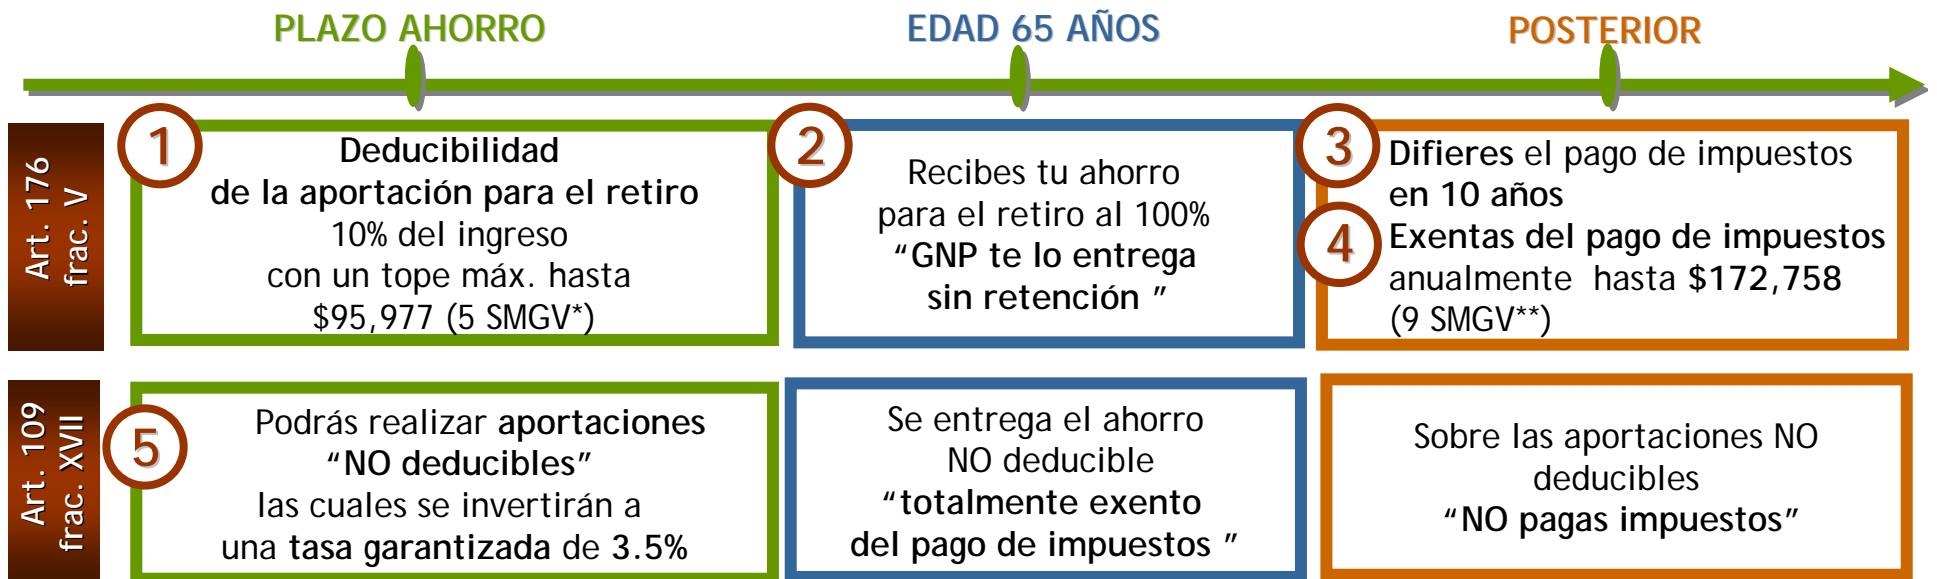 PLAZO AHORRO
EDAD 65 AÑOS
POSTERIOR
Art. 176
frac. V
1
Deducibilidad
de la aportación para el retiro
10% del ingreso
con un tope máx. hasta
$95,977 (5 SMGV*)
2
Recibes tu ahorro
para el retiro al 100%
“GNP te lo entrega
sin retención ”
3
Difieres el pago de impuestos
en 10 años
4
Exentas del pago de impuestos
anualmente hasta $172,758
(9 SMGV**)
Art. 109
frac. XVII
5
Podrás realizar aportaciones
“NO deducibles”
las cuales se invertirán a
una tasa garantizada de 3.5%
Se entrega el ahorro
NO deducible
“totalmente exento
del pago de impuestos ”
Sobre las aportaciones NO
deducibles
“NO pagas impuestos”